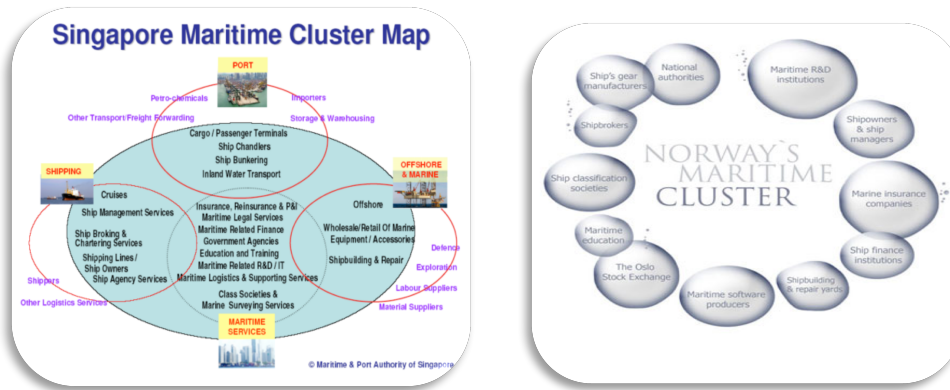 Singapore Maritime Cluster Map
PORT
Petro-chemicals
Importers
Other Transport/Freight Forwarding
Storage & Warehousing
Cargo / Passenger Terminals
Ship Chandlers
Ship Bunkering
Inland Water Transport
SHIPPING
OFFSHORE
& MARINE
Cruises
Ship Management Services
Ship Broking &
Chartering Services
Shipping Lines /
Ship Owners
Ship Agency Services
Shippers
Other Logistics Services
Insurance, Reinsurance & P&I
Maritime Legal Services
Maritime Related Finance
Government Agencies
Education and Training
Maritime Related R&D / IT
Maritime Logistics & Supporting Services
Class Societies &
Marine Surveying Services
Offshore
Wholesale/Retail Of Marine
Equipment / Accessories
Shipbuilding & Repair
Defence
Exploration
Labour Suppliers
Material Suppliers
MARITIME
SERVICES
© Maritime & Port Authority of Singapore
NORWAY`S
MARITIME
CLUSTER
National
authorities
Maritime R&D
institutions
Ship's gear
manufacturers
Shipbrokers
Shipowners
& ship
managers
Ship classification
societies
Marine insurance
companies
Maritime
education
Ship finance
institutions
The Oslo
Stock Exchange
Maritime software
producers
Shipbuilding
& repair yards